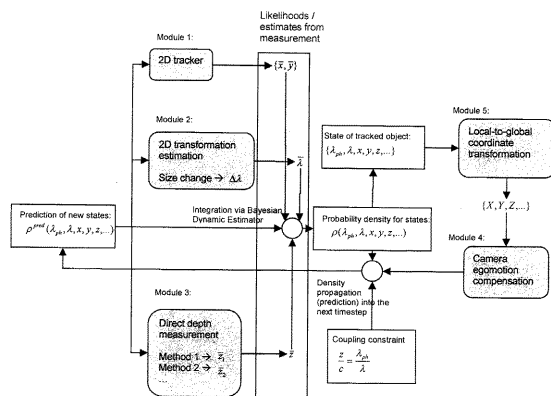 Likelihoods /
estimates from
measurement
Module 1:
2D tracker
{x̄, ȳ}
Module 2:
2D transformation
estimation
Size change → Δλ
λ̄
Module 5:
Local-to-global
coordinate
transformation
State of tracked object:
{λph, λ, x, y, z,...}
{X, Y, Z,...}
Prediction of new states:
ρ^pred(λph, λ, x, y, z,...)
Integration via Bayesian
Dynamic Estimator
Probability density for states:
ρ(λph, λ, x, y, z,...)
Module 4:
Camera
egomotion
compensation
Density
propagation
(prediction) into the
next timestep
Module 3:
Direct depth
measurement
Method 1 → z̄1
Method 2 → z̄2
...
z̄
Coupling constraint
z/c = λph/λ